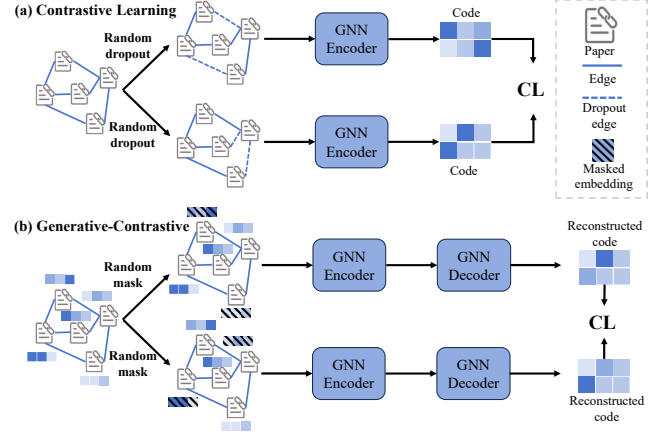 (a) Contrastive Learning
Random
dropout
Random
dropout
GNN
Encoder
GNN
Encoder
Code
Code
CL
Paper
Edge
Dropout
edge
Masked
embedding
(b) Generative-Contrastive
Random
mask
Random
mask
GNN
Encoder
GNN
Decoder
GNN
Encoder
GNN
Decoder
Reconstructed
code
CL
Reconstructed
code